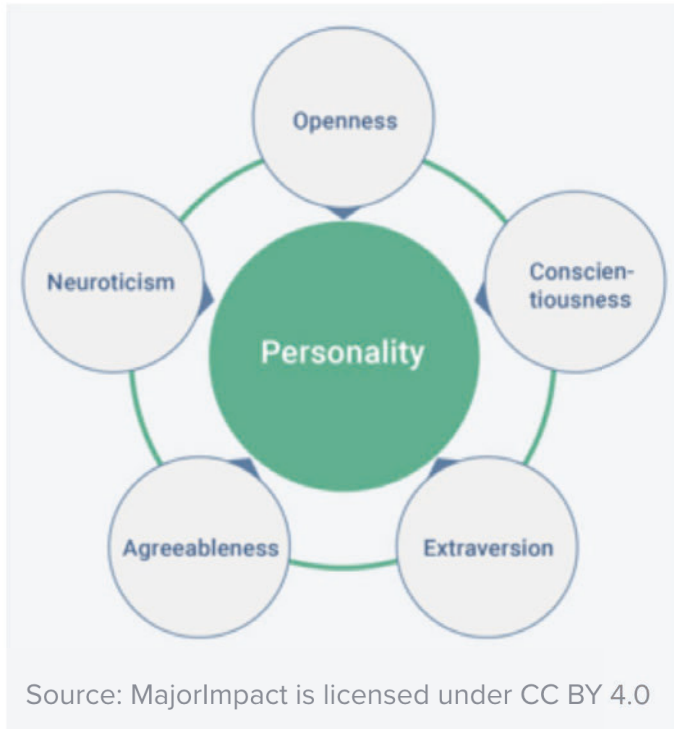 Openness
Neuroticism
Conscien-
tiousness
Personality
Agreeableness
Extraversion
Source: MajorImpact is licensed under CC BY 4.0